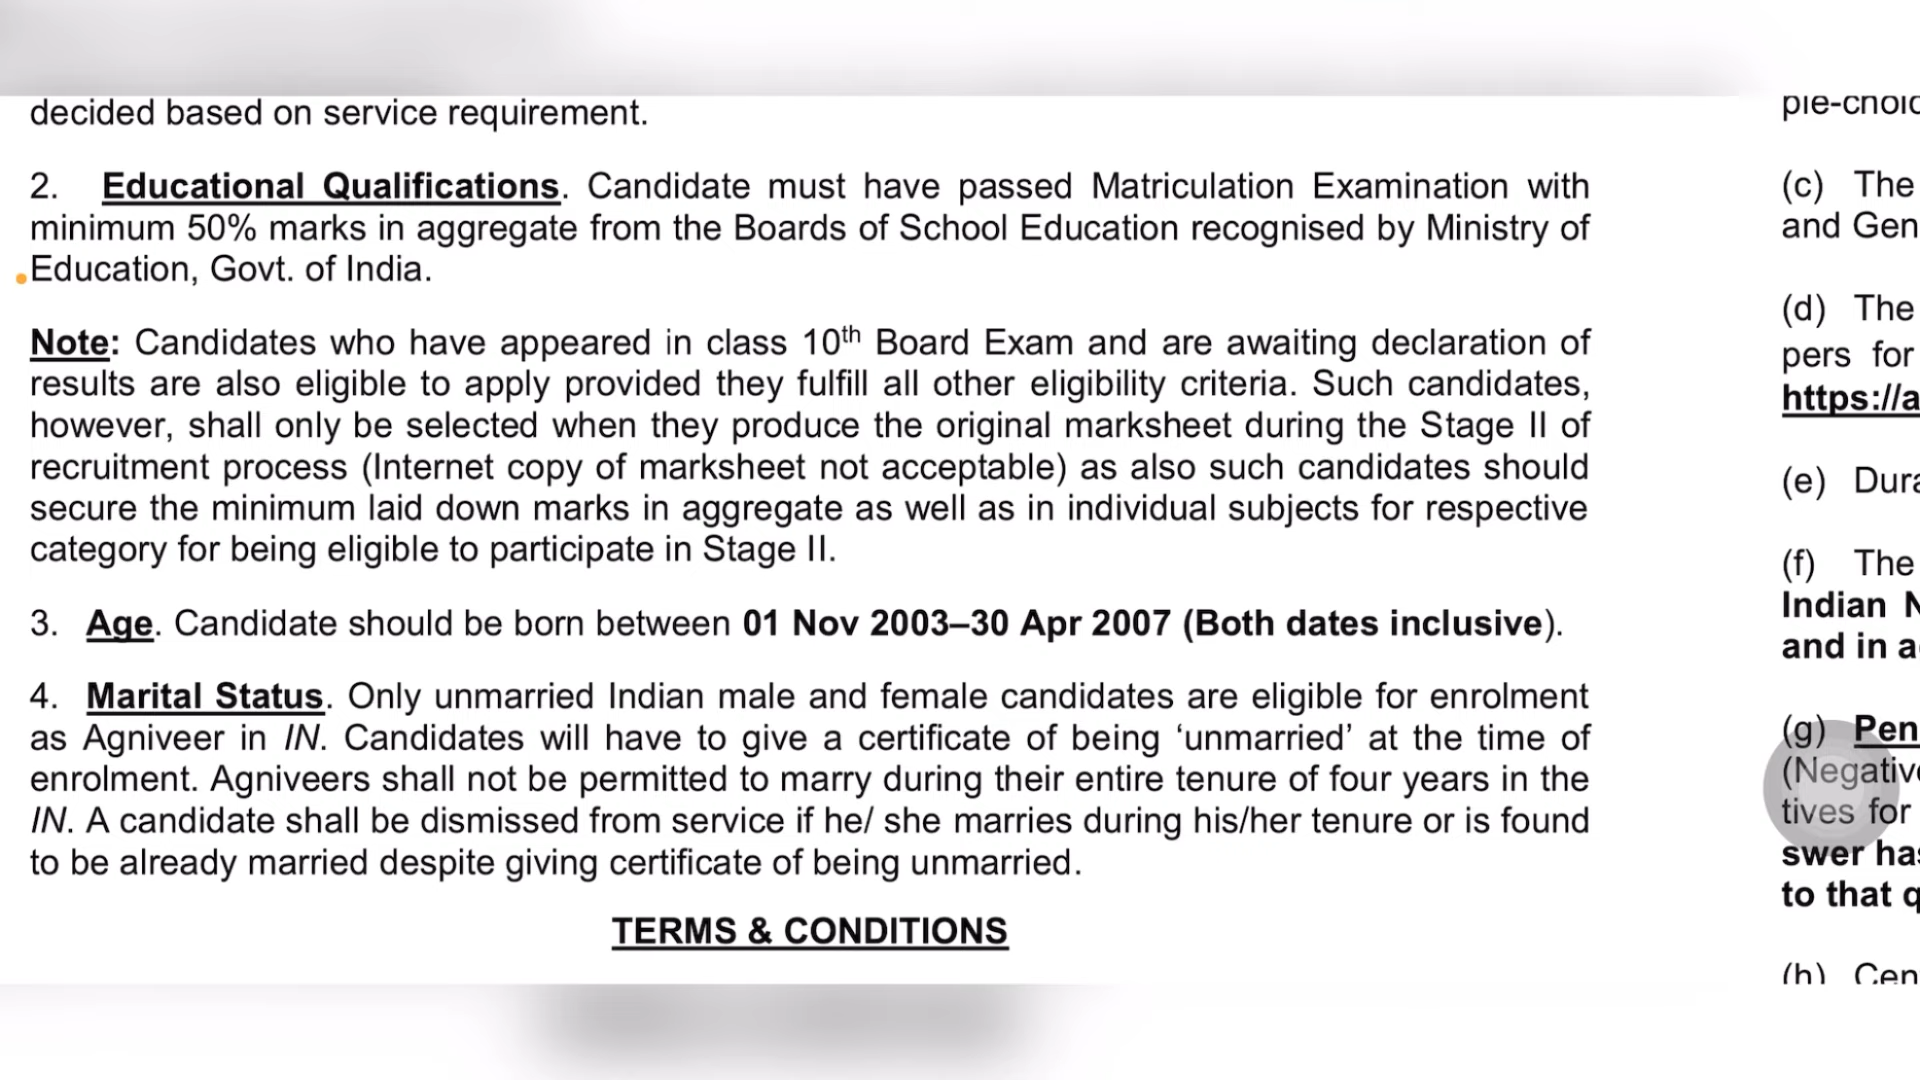 decided based on service requirement.
2. Educational Qualifications. Candidate must have passed Matriculation Examination with
minimum 50% marks in aggregate from the Boards of School Education recognised by Ministry of
Education, Govt. of India.
Note: Candidates who have appeared in class 10th Board Exam and are awaiting declaration of
results are also eligible to apply provided they fulfill all other eligibility criteria. Such candidates,
however, shall only be selected when they produce the original marksheet during the Stage II of
recruitment process (Internet copy of marksheet not acceptable) as also such candidates should
secure the minimum laid down marks in aggregate as well as in individual subjects for respective
category for being eligible to participate in Stage II.
3. Age. Candidate should be born between 01 Nov 2003–30 Apr 2007 (Both dates inclusive).
4. Marital Status. Only unmarried Indian male and female candidates are eligible for enrolment
as Agniveer in IN. Candidates will have to give a certificate of being ‘unmarried’ at the time of
enrolment. Agniveers shall not be permitted to marry during their entire tenure of four years in the
IN. A candidate shall be dismissed from service if he/ she marries during his/her tenure or is found
to be already married despite giving certificate of being unmarried.
TERMS & CONDITIONS
(c) The
and Gen
(d) The
pers for
https://a
(e) Dura
(f) The
Indian N
and in a
(g) Pen
(Negative
tives for
swer has
to that q
(h) Cen